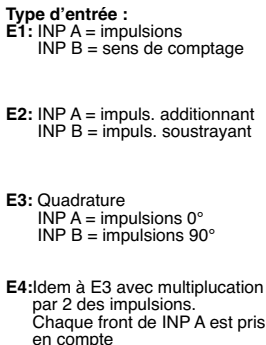 Type d'entrée :
E1: INP A = impulsions
INP B = sens de comptage
E2: INP A = impuls. additionnant
INP B = impuls. soustrayant
E3: Quadrature
INP A = impulsions 0°
INP B = impulsions 90°
E4:Idem à E3 avec multiplucation
par 2 des impulsions.
Chaque front de INP A est pris
en compte